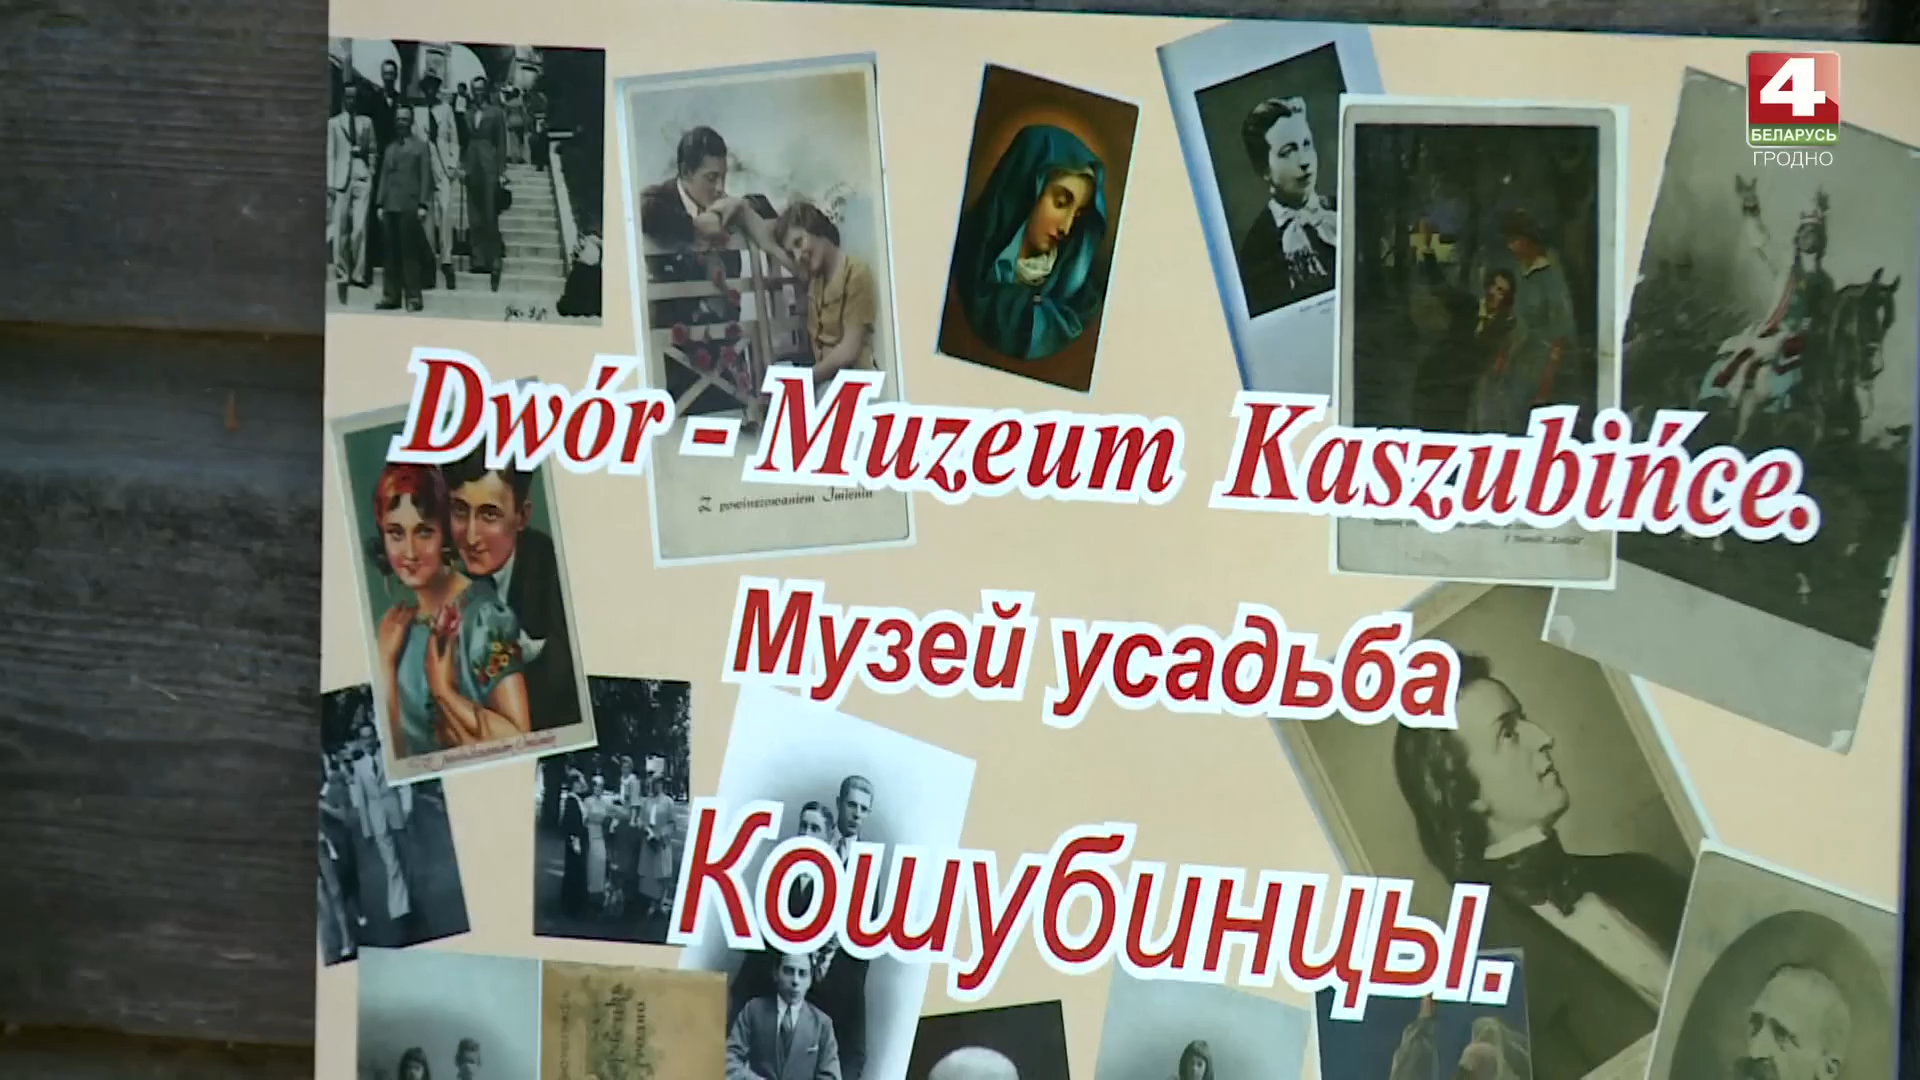 4
БЕЛАРУСЬ
ГРОДНО
Dwór - Muzeum Kaszubińce.
Z powinszowaniem Imienin
Музей усадьба
Кошубинцы.